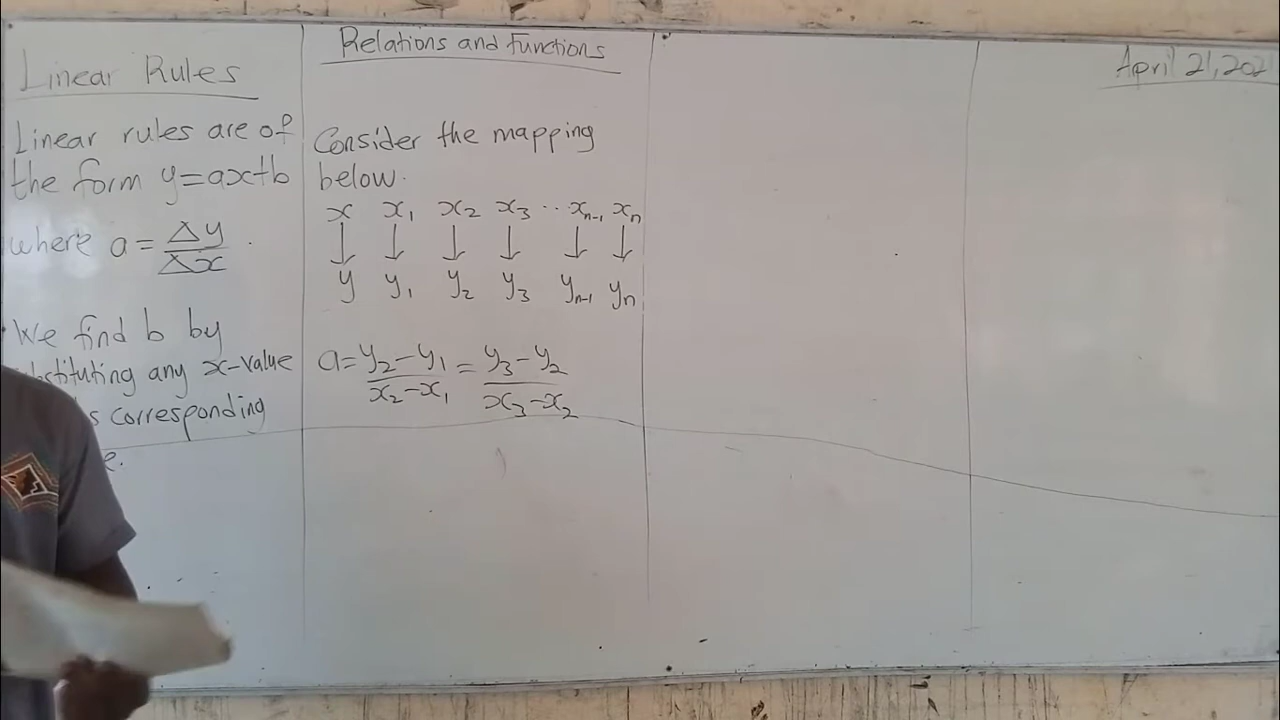 Linear Rules
Linear rules are of
the form y=ax+b
where a = Δy/Δx .
We find b by
any x-value
corresponding
Relations and Functions
Consider the mapping
below.
x x₁ x₂ x₃ ... xₙ₋₁ xₙ
↓ ↓ ↓ ↓ ↓ ↓
y y₁ y₂ y₃ yₙ₋₁ yₙ
a = y₂-y₁/x₂-x₁ = y₃-y₂/x₃-x₂
April 21, 202